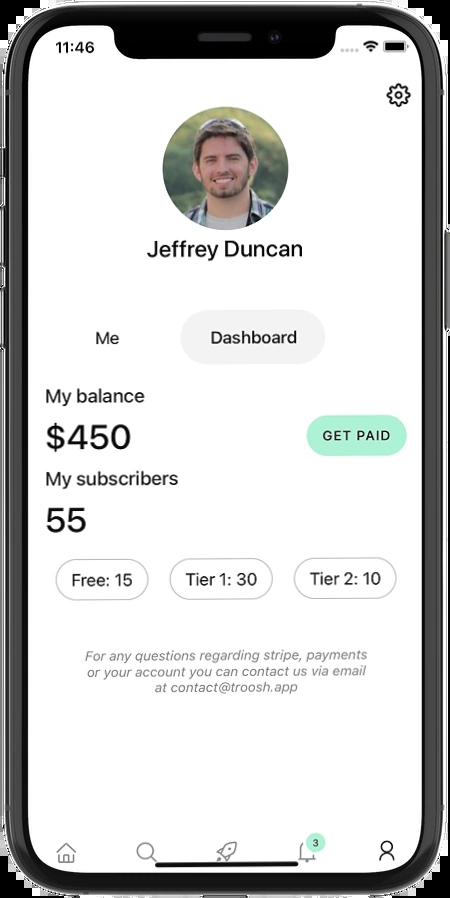 11:46
Jeffrey Duncan
Me
Dashboard
My balance
$450
GET PAID
My subscribers
55
Free: 15
Tier 1: 30
Tier 2: 10
For any questions regarding stripe, payments
or your account you can contact us via email
at contact@troosh.app
3